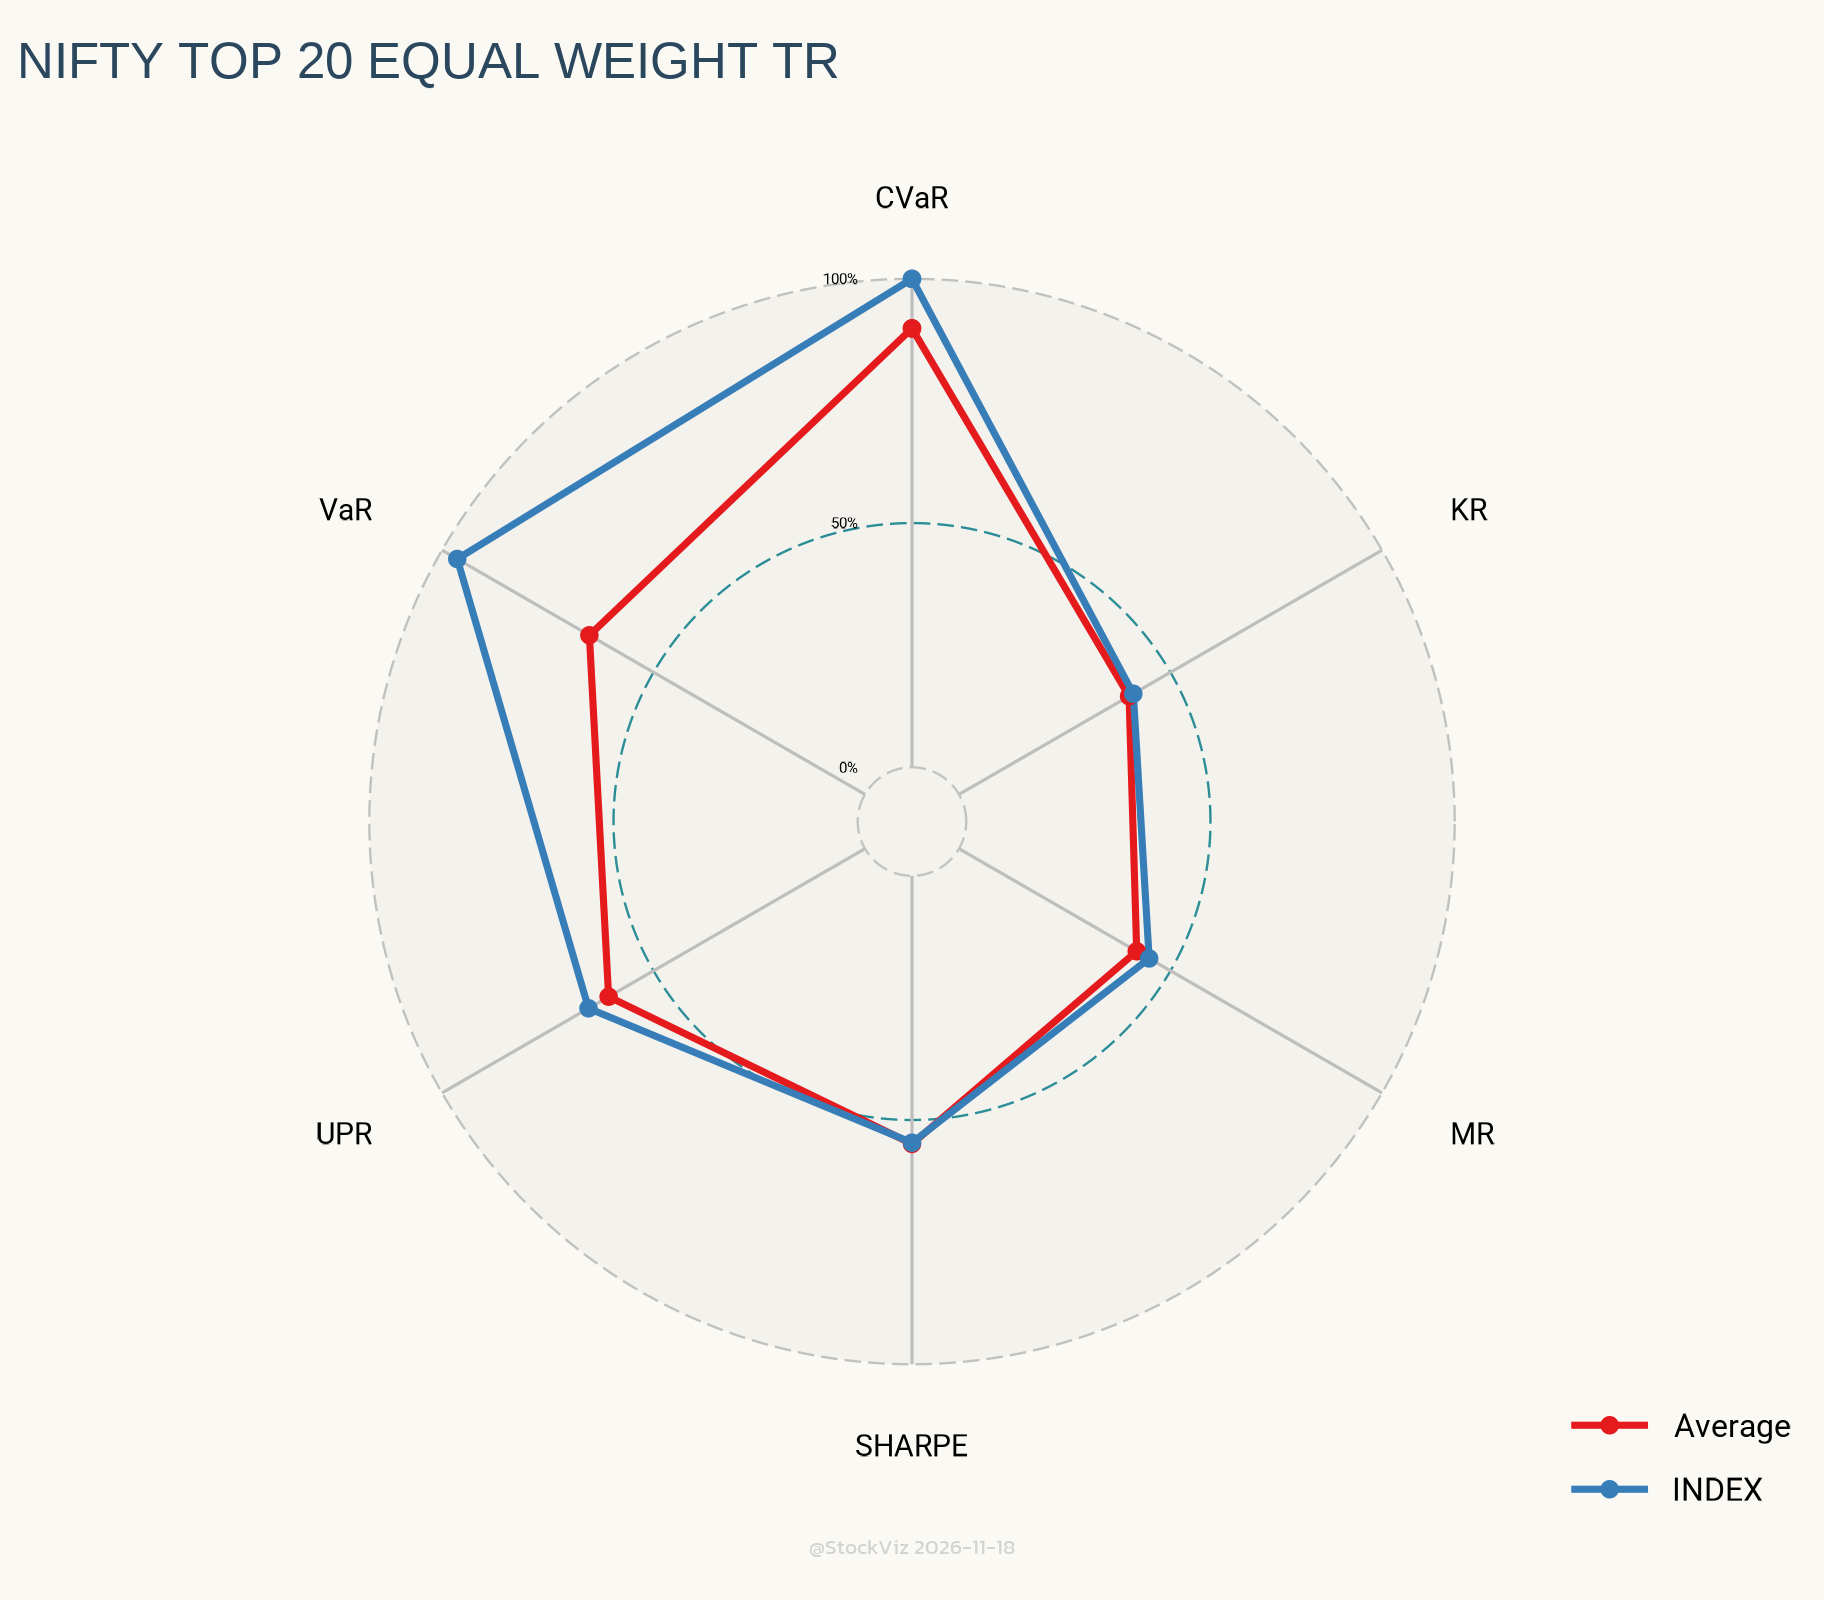 NIFTY TOP 20 EQUAL WEIGHT TR
CVaR
100%
VaR
KR
50%
0%
UPR
MR
SHARPE
Average
INDEX
@StockViz 2026-11-18